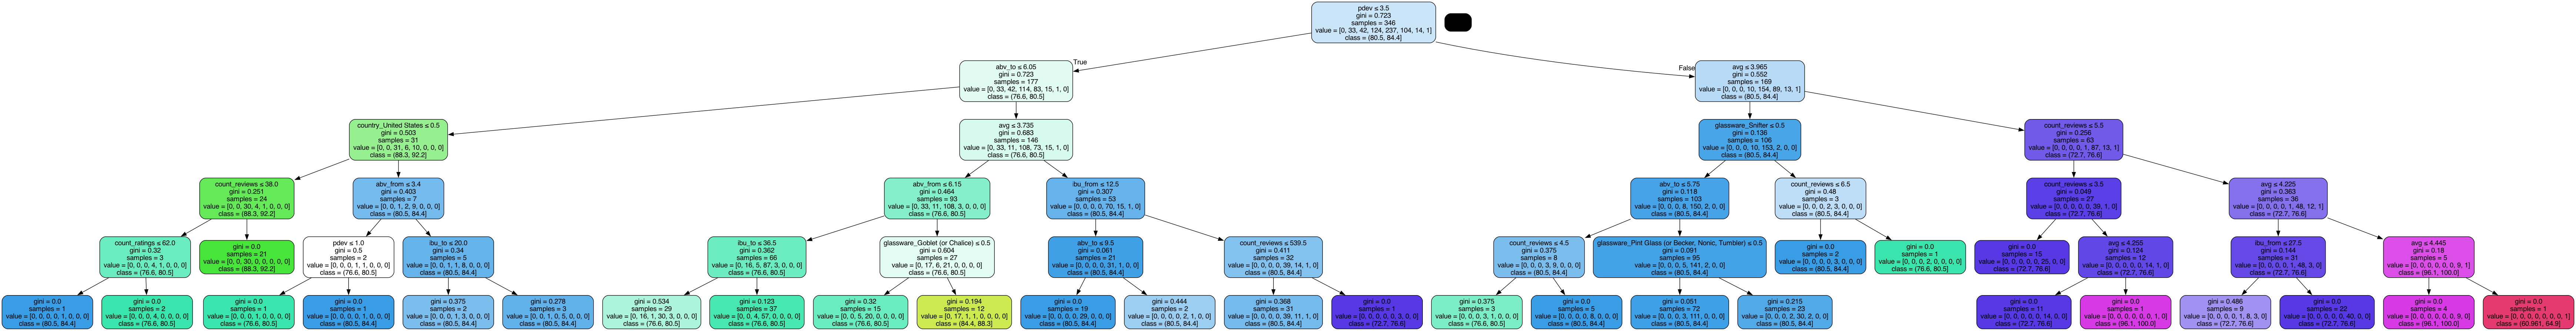 pdev ≤ 3.5
gini = 0.723
samples = 346
value = [0, 33, 42, 124, 237, 104, 14, 1]
class = (80.5, 84.4]
True
False
abv_to ≤ 6.05
gini = 0.723
samples = 177
value = [0, 33, 42, 114, 83, 15, 1, 0]
class = (76.6, 80.5]
avg ≤ 3.965
gini = 0.552
samples = 169
value = [0, 0, 0, 10, 154, 89, 13, 1]
class = (80.5, 84.4]
country_United States ≤ 0.5
gini = 0.503
samples = 31
value = [0, 0, 31, 6, 10, 0, 0, 0]
class = (88.3, 92.2]
avg ≤ 3.735
gini = 0.683
samples = 146
value = [0, 33, 11, 108, 73, 15, 1, 0]
class = (76.6, 80.5]
glassware_Snifter ≤ 0.5
gini = 0.136
samples = 106
value = [0, 0, 0, 10, 153, 2, 0, 0]
class = (80.5, 84.4]
count_reviews ≤ 5.5
gini = 0.256
samples = 63
value = [0, 0, 0, 0, 1, 87, 13, 1]
class = (72.7, 76.6]
count_reviews ≤ 38.0
gini = 0.251
samples = 24
value = [0, 0, 30, 4, 1, 0, 0, 0]
class = (88.3, 92.2]
abv_from ≤ 3.4
gini = 0.403
samples = 7
value = [0, 0, 1, 2, 9, 0, 0, 0]
class = (80.5, 84.4]
abv_from ≤ 6.15
gini = 0.464
samples = 93
value = [0, 33, 11, 108, 3, 0, 0, 0]
class = (76.6, 80.5]
ibu_from ≤ 12.5
gini = 0.307
samples = 53
value = [0, 0, 0, 0, 70, 15, 1, 0]
class = (80.5, 84.4]
abv_to ≤ 5.75
gini = 0.118
samples = 103
value = [0, 0, 0, 8, 150, 2, 0, 0]
class = (80.5, 84.4]
count_reviews ≤ 6.5
gini = 0.48
samples = 3
value = [0, 0, 0, 2, 3, 0, 0, 0]
class = (80.5, 84.4]
count_reviews ≤ 3.5
gini = 0.049
samples = 27
value = [0, 0, 0, 0, 0, 39, 1, 0]
class = (72.7, 76.6]
avg ≤ 4.225
gini = 0.363
samples = 36
value = [0, 0, 0, 0, 1, 48, 12, 1]
class = (72.7, 76.6]
count_ratings ≤ 62.0
gini = 0.32
samples = 3
value = [0, 0, 0, 4, 1, 0, 0, 0]
class = (76.6, 80.5]
gini = 0.0
samples = 21
value = [0, 0, 30, 0, 0, 0, 0, 0]
class = (88.3, 92.2]
pdev ≤ 1.0
gini = 0.5
samples = 2
value = [0, 0, 0, 1, 1, 0, 0, 0]
class = (76.6, 80.5]
ibu_to ≤ 20.0
gini = 0.34
samples = 5
value = [0, 0, 1, 1, 8, 0, 0, 0]
class = (80.5, 84.4]
ibu_to ≤ 36.5
gini = 0.362
samples = 66
value = [0, 16, 5, 87, 3, 0, 0, 0]
class = (76.6, 80.5]
glassware_Goblet (or Chalice) ≤ 0.5
gini = 0.604
samples = 27
value = [0, 17, 6, 21, 0, 0, 0, 0]
class = (76.6, 80.5]
abv_to ≤ 9.5
gini = 0.061
samples = 21
value = [0, 0, 0, 0, 31, 1, 0, 0]
class = (80.5, 84.4]
count_reviews ≤ 539.5
gini = 0.411
samples = 32
value = [0, 0, 0, 0, 39, 14, 1, 0]
class = (80.5, 84.4]
count_reviews ≤ 4.5
gini = 0.375
samples = 8
value = [0, 0, 0, 3, 9, 0, 0, 0]
class = (80.5, 84.4]
glassware_Pint Glass (or Becker, Nonic, Tumbler) ≤ 0.5
gini = 0.091
samples = 95
value = [0, 0, 0, 5, 141, 2, 0, 0]
class = (80.5, 84.4]
gini = 0.0
samples = 2
value = [0, 0, 0, 0, 3, 0, 0, 0]
class = (80.5, 84.4]
gini = 0.0
samples = 1
value = [0, 0, 0, 2, 0, 0, 0, 0]
class = (76.6, 80.5]
gini = 0.0
samples = 15
value = [0, 0, 0, 0, 0, 25, 0, 0]
class = (72.7, 76.6]
avg ≤ 4.255
gini = 0.124
samples = 12
value = [0, 0, 0, 0, 0, 14, 1, 0]
class = (72.7, 76.6]
ibu_from ≤ 27.5
gini = 0.144
samples = 31
value = [0, 0, 0, 0, 1, 48, 3, 0]
class = (72.7, 76.6]
avg ≤ 4.445
gini = 0.18
samples = 5
value = [0, 0, 0, 0, 0, 0, 9, 1]
class = (96.1, 100.0]
gini = 0.0
samples = 1
value = [0, 0, 0, 0, 1, 0, 0, 0]
class = (80.5, 84.4]
gini = 0.0
samples = 2
value = [0, 0, 0, 4, 0, 0, 0, 0]
class = (76.6, 80.5]
gini = 0.0
samples = 1
value = [0, 0, 0, 1, 0, 0, 0, 0]
class = (76.6, 80.5]
gini = 0.0
samples = 1
value = [0, 0, 0, 0, 1, 0, 0, 0]
class = (80.5, 84.4]
gini = 0.375
samples = 2
value = [0, 0, 0, 1, 3, 0, 0, 0]
class = (80.5, 84.4]
gini = 0.278
samples = 3
value = [0, 0, 1, 0, 5, 0, 0, 0]
class = (80.5, 84.4]
gini = 0.534
samples = 29
value = [0, 16, 1, 30, 3, 0, 0, 0]
class = (76.6, 80.5]
gini = 0.123
samples = 37
value = [0, 0, 4, 57, 0, 0, 0, 0]
class = (76.6, 80.5]
gini = 0.32
samples = 15
value = [0, 0, 5, 20, 0, 0, 0, 0]
class = (76.6, 80.5]
gini = 0.194
samples = 12
value = [0, 17, 1, 1, 0, 0, 0, 0]
class = (84.4, 88.3]
gini = 0.0
samples = 19
value = [0, 0, 0, 0, 29, 0, 0, 0]
class = (80.5, 84.4]
gini = 0.444
samples = 2
value = [0, 0, 0, 0, 2, 1, 0, 0]
class = (80.5, 84.4]
gini = 0.368
samples = 31
value = [0, 0, 0, 0, 39, 11, 1, 0]
class = (80.5, 84.4]
gini = 0.0
samples = 1
value = [0, 0, 0, 0, 0, 3, 0, 0]
class = (72.7, 76.6]
gini = 0.375
samples = 3
value = [0, 0, 0, 3, 1, 0, 0, 0]
class = (76.6, 80.5]
gini = 0.0
samples = 5
value = [0, 0, 0, 0, 8, 0, 0, 0]
class = (80.5, 84.4]
gini = 0.051
samples = 72
value = [0, 0, 0, 3, 111, 0, 0, 0]
class = (80.5, 84.4]
gini = 0.215
samples = 23
value = [0, 0, 0, 2, 30, 2, 0, 0]
class = (80.5, 84.4]
gini = 0.0
samples = 11
value = [0, 0, 0, 0, 0, 14, 0, 0]
class = (72.7, 76.6]
gini = 0.0
samples = 1
value = [0, 0, 0, 0, 0, 0, 1, 0]
class = (96.1, 100.0]
gini = 0.486
samples = 9
value = [0, 0, 0, 0, 1, 8, 3, 0]
class = (72.7, 76.6]
gini = 0.0
samples = 22
value = [0, 0, 0, 0, 0, 40, 0, 0]
class = (72.7, 76.6]
gini = 0.0
samples = 4
value = [0, 0, 0, 0, 0, 0, 9, 0]
class = (96.1, 100.0]
gini = 0.0
samples = 1
value = [0, 0, 0, 0, 0, 0, 0, 1]
class = (60.961, 64.9]